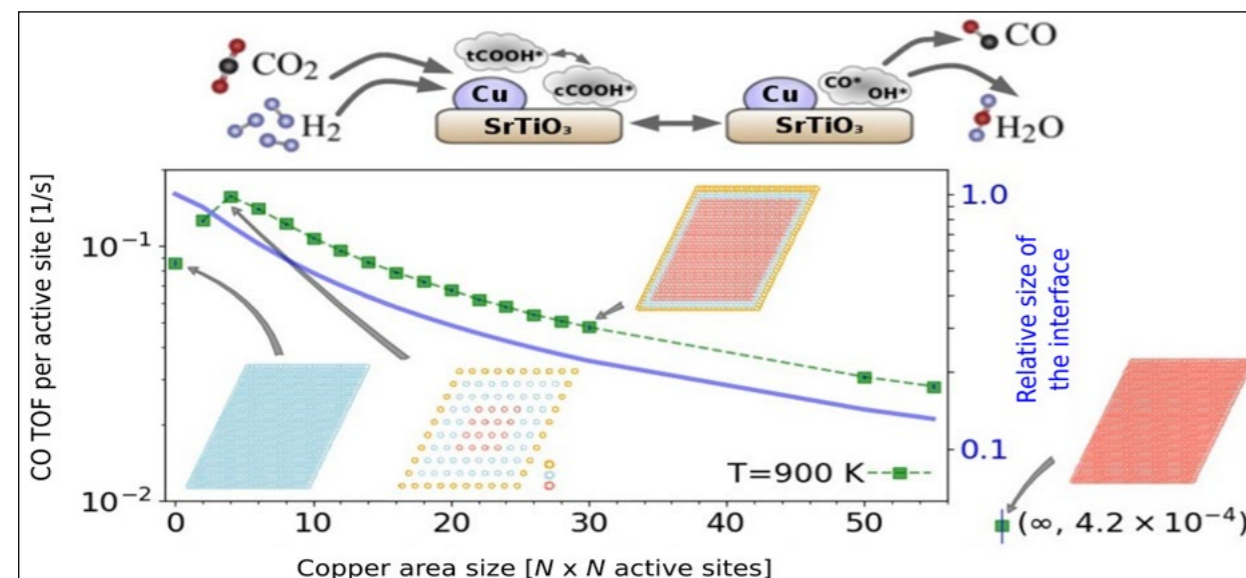 CO₂
H₂
tCOOH*
cCOOH*
Cu
SrTiO₃
Cu
CO*
OH*
SrTiO₃
CO
H₂O
CO TOF per active site [1/s]
10⁻¹
10⁻²
1.0
0.1
Relative size of
the interface
T=900 K
(∞, 4.2 × 10⁻⁴)
0 10 20 30 40 50
Copper area size [N x N active sites]